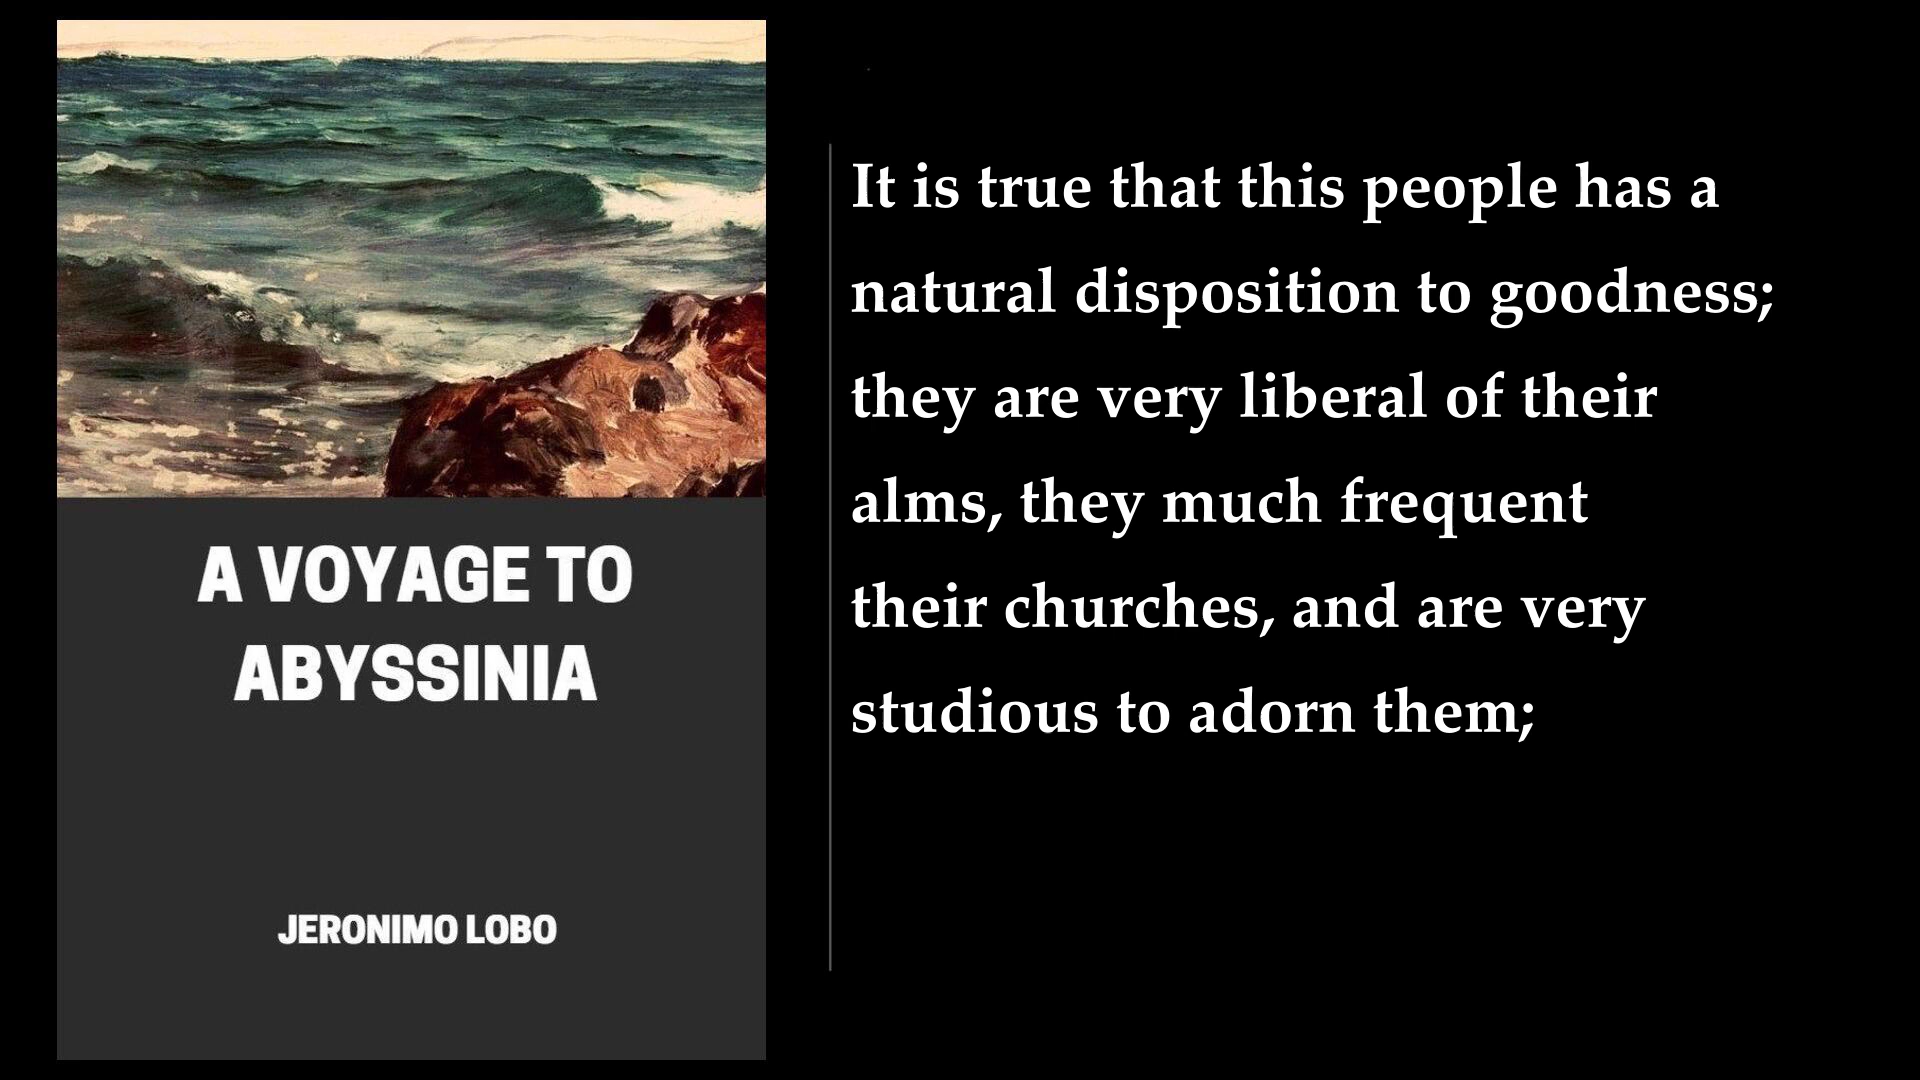 A VOYAGE TO
ABYSSINIA
JERONIMO LOBO
It is true that this people has a
natural disposition to goodness;
they are very liberal of their
alms, they much frequent
their churches, and are very
studious to adorn them;